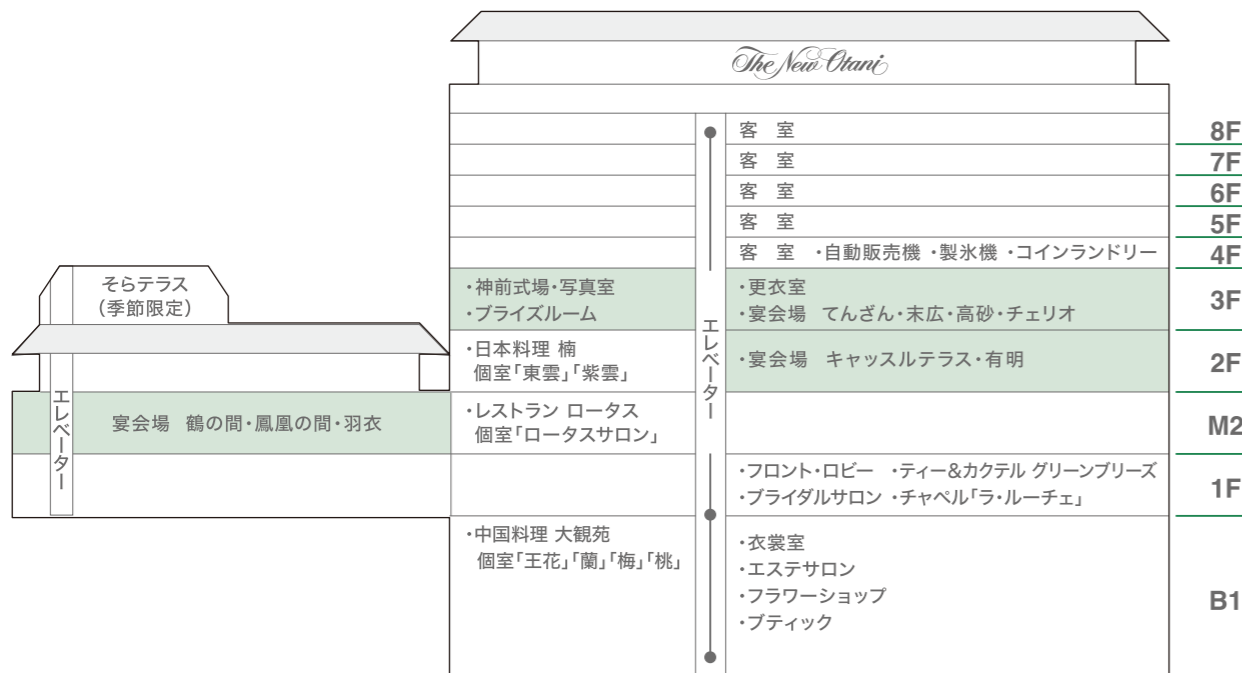 The New Otani
客　室
8F
客　室
7F
客　室
6F
客　室
5F
客　室 ・自動販売機 ・製氷機 ・コインランドリー
4F
そらテラス
（季節限定）
・神前式場・写真室
・ブライズルーム
・更衣室
・宴会場　てんざん・末広・高砂・チェリオ
3F
エレベーター
・日本料理 楠
個室「東雲」「紫雲」
・宴会場　キャッスルテラス・有明
2F
エレベーター
宴会場　鶴の間・鳳凰の間・羽衣
・レストラン ロータス
個室「ロータスサロン」
M2
・フロント・ロビー ・ティー&カクテル グリーンブリーズ
・ブライダルサロン ・チャペル「ラ・ルーチェ」
1F
・中国料理 大観苑
個室「王花」「蘭」「梅」「桃」
・衣裳室
・エステサロン
・フラワーショップ
・ブティック
B1